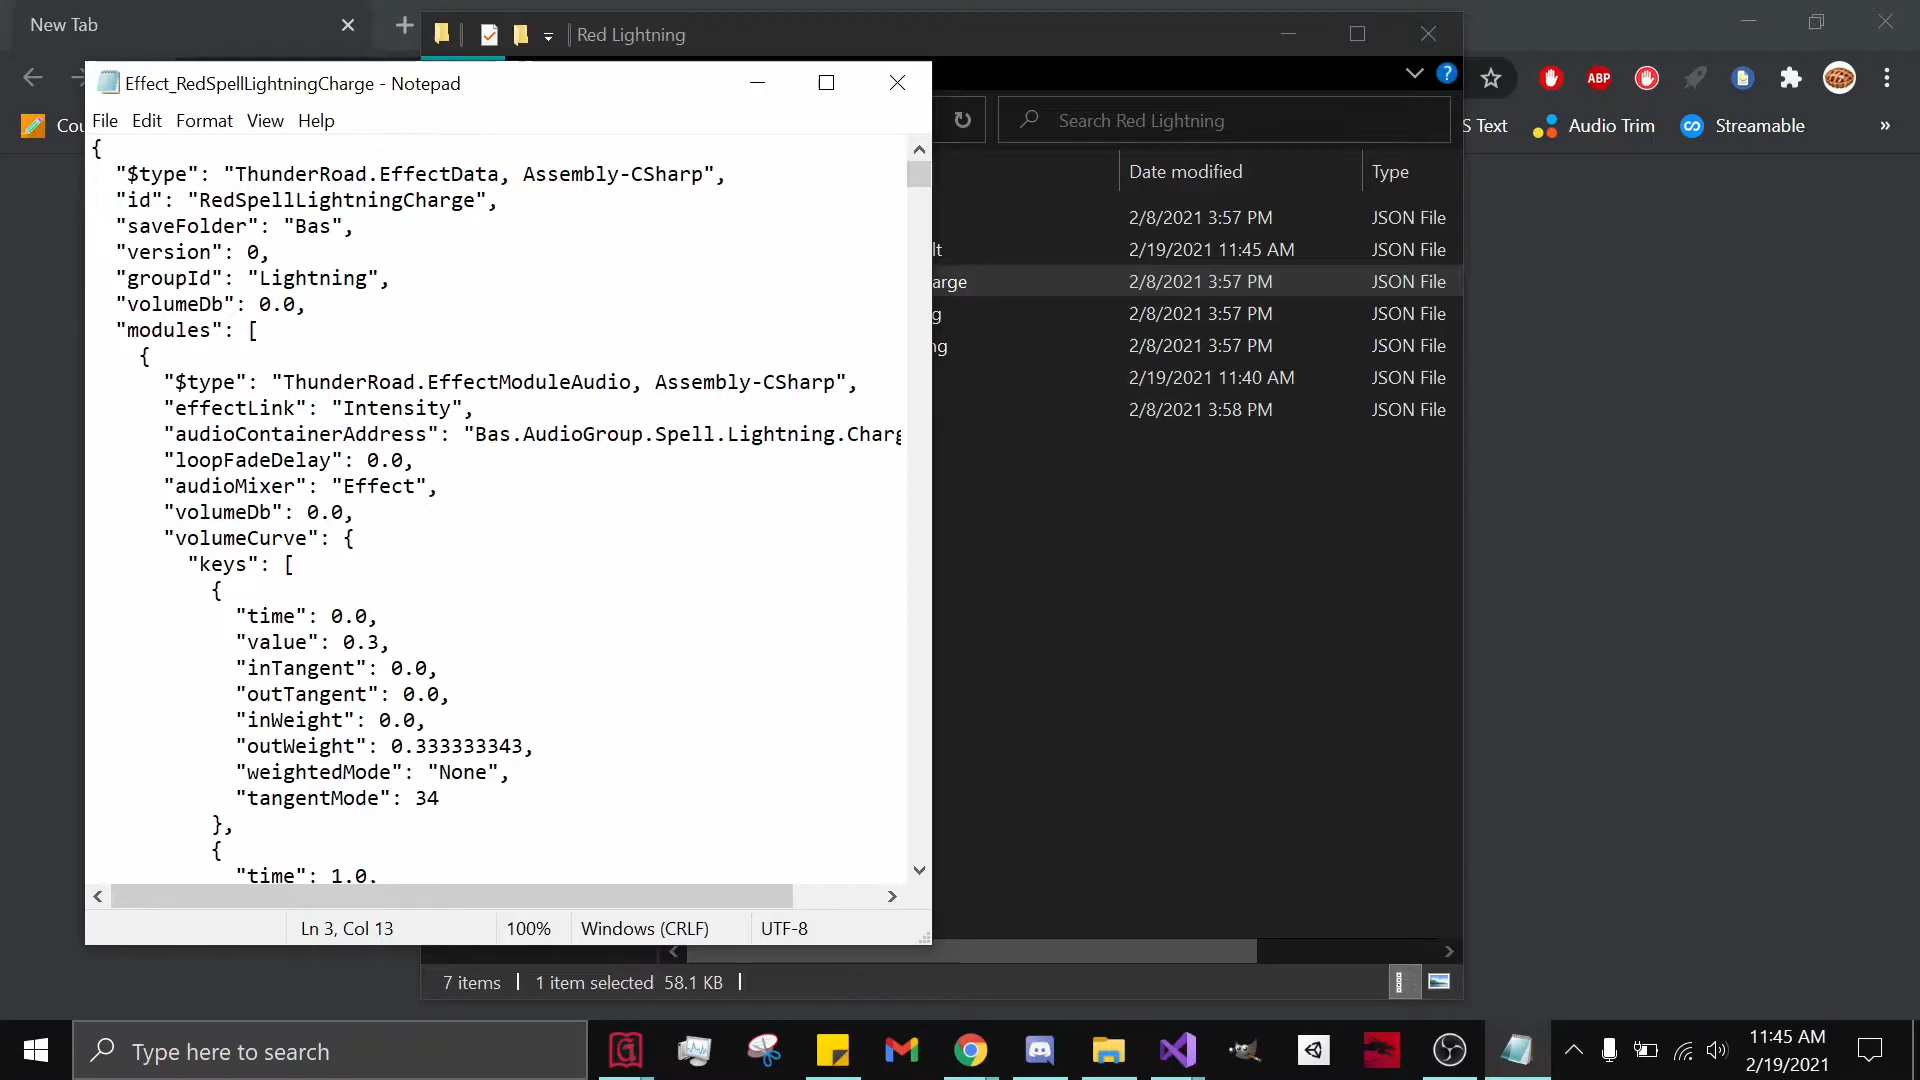 New Tab
Red Lightning
Effect_RedSpellLightningCharge - Notepad
ABP
File Edit Format View Help
Search Red Lightning
Cou
S Text
Audio Trim
Streamable
»
{
"$type": "ThunderRoad.EffectData, Assembly-CSharp",
"id": "RedSpellLightningCharge",
"saveFolder": "Bas",
"version": 0,
"groupId": "Lightning",
"volumeDb": 0.0,
"modules": [
{
"$type": "ThunderRoad.EffectModuleAudio, Assembly-CSharp",
"effectLink": "Intensity",
"audioContainerAddress": "Bas.AudioGroup.Spell.Lightning.Charg
"loopFadeDelay": 0.0,
"audioMixer": "Effect",
"volumeDb": 0.0,
"volumeCurve": {
"keys": [
{
"time": 0.0,
"value": 0.3,
"inTangent": 0.0,
"outTangent": 0.0,
"inWeight": 0.0,
"outWeight": 0.333333343,
"weightedMode": "None",
"tangentMode": 34
},
{
"time": 1.0,
Ln 3, Col 13
100%
Windows (CRLF)
UTF-8
Date modified Type
2/8/2021 3:57 PM JSON File
lt 2/19/2021 11:45 AM JSON File
arge 2/8/2021 3:57 PM JSON File
g 2/8/2021 3:57 PM JSON File
ng 2/8/2021 3:57 PM JSON File
2/19/2021 11:40 AM JSON File
2/8/2021 3:58 PM JSON File
7 items 1 item selected 58.1 KB
Type here to search
11:45 AM
2/19/2021